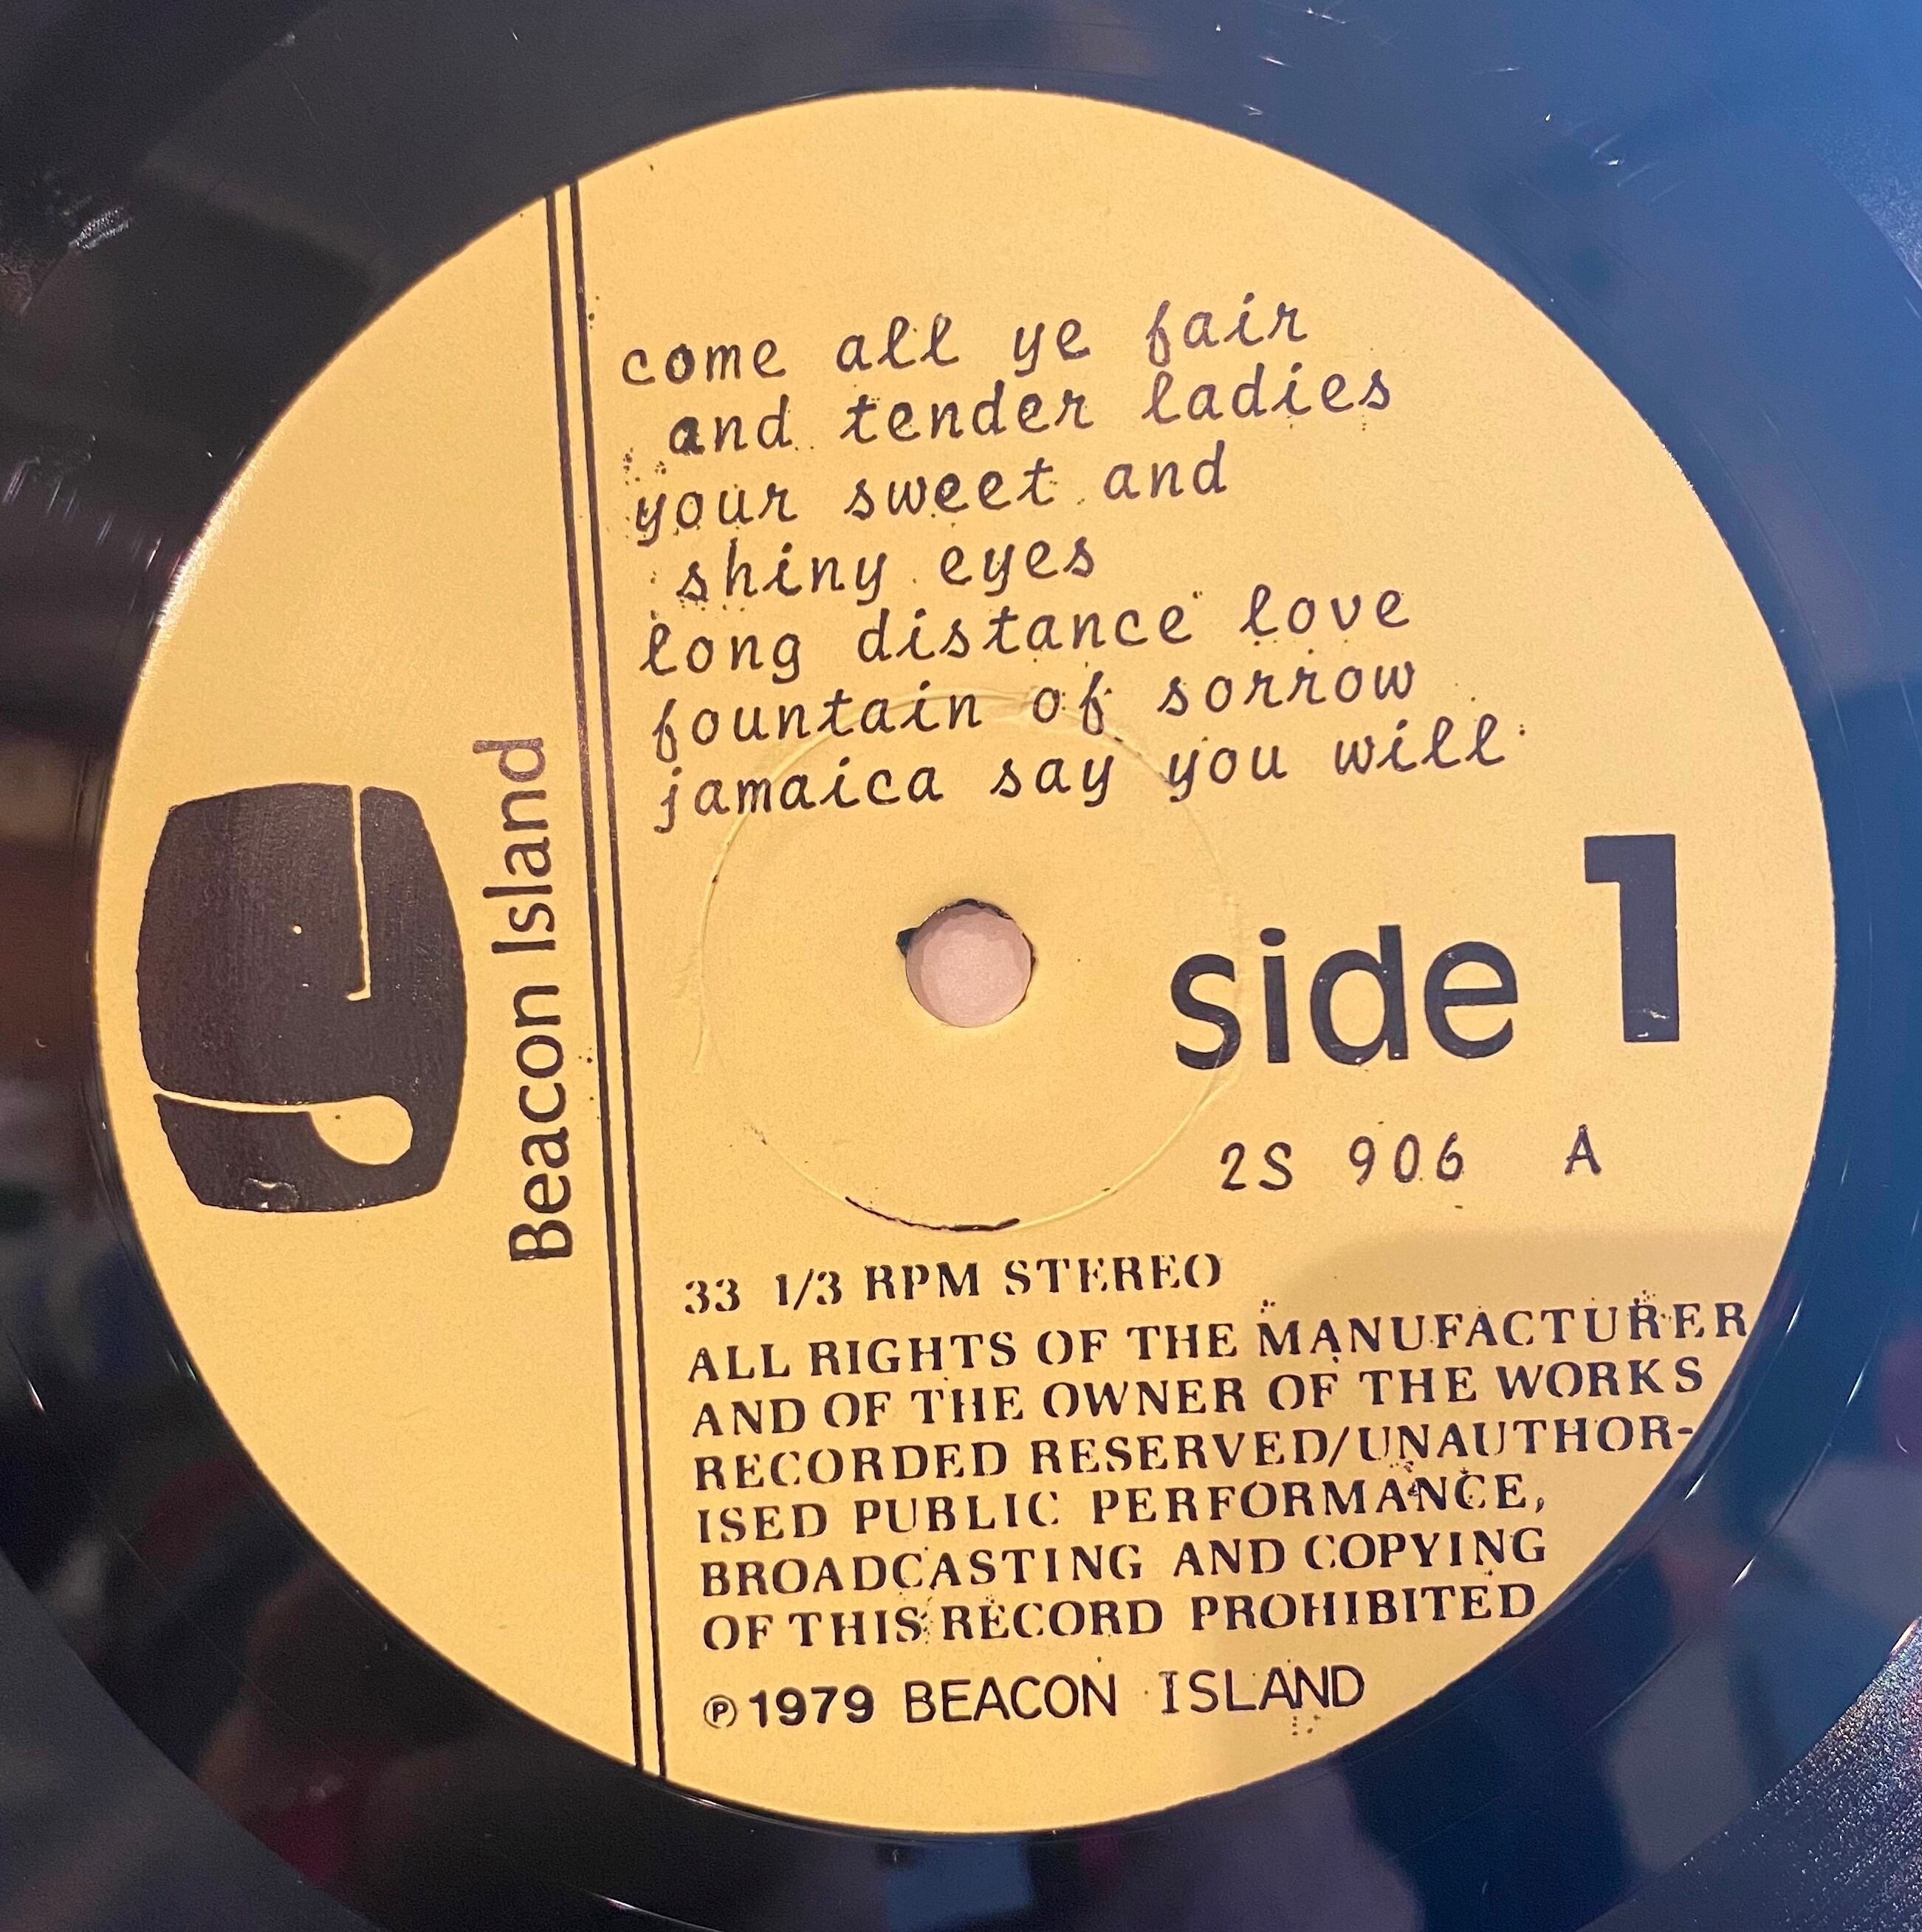 come all ye fair
and tender ladies
your sweet and
shiny eyes
long distance love
fountain of sorrow
jamaica say you will
Beacon Island
side 1
2S 906 A
33 1/3 RPM STEREO
ALL RIGHTS OF THE MANUFACTURER
AND OF THE OWNER OF THE WORKS
RECORDED RESERVED/UNAUTHOR-
ISED PUBLIC PERFORMANCE,
BROADCASTING AND COPYING
OF THIS RECORD PROHIBITED
℗1979 BEACON ISLAND